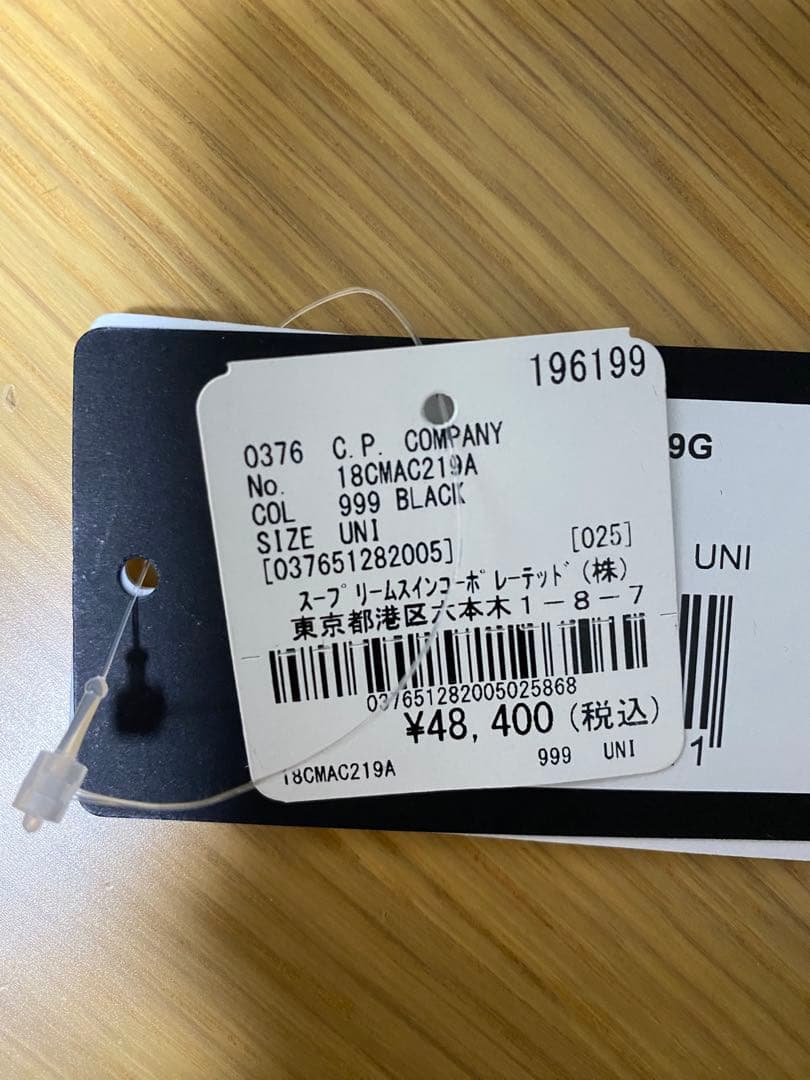 196199
0376 C.P. COMPANY
No. 18CMAC219A
COL 999 BLACK
SIZE UNI
[037651282005] [025]
スープリームスインコーポレーテッド(株)
東京都港区六本木1-8-7
037651282005025868
¥48,400(税込)
18CMAC219A 999 UNI
9G
UNI
1